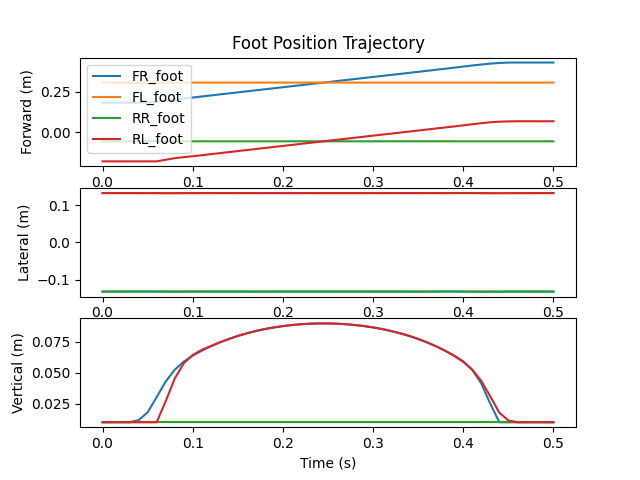 Foot Position Trajectory
Forward (m)
0.25
0.00
FR_foot
FL_foot
RR_foot
RL_foot
0.0 0.1 0.2 0.3 0.4 0.5
Lateral (m)
0.1
0.0
−0.1
0.0 0.1 0.2 0.3 0.4 0.5
Vertical (m)
0.075
0.050
0.025
0.0 0.1 0.2 0.3 0.4 0.5
Time (s)